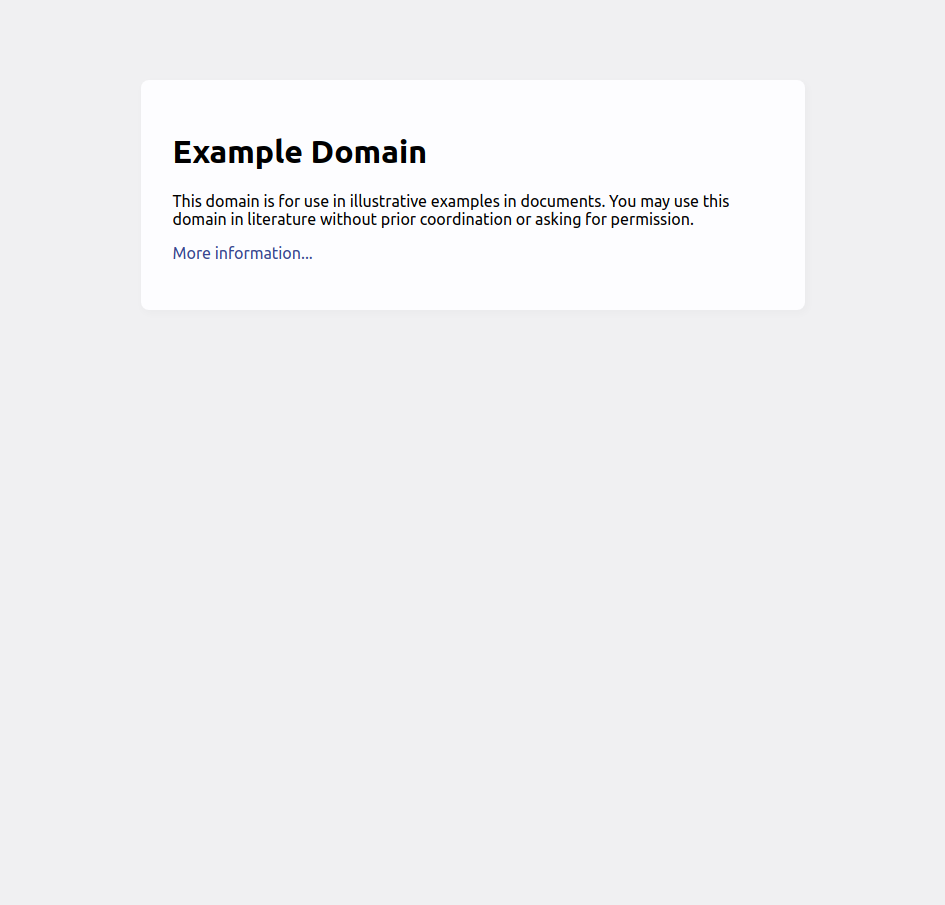 Example Domain
This domain is for use in illustrative examples in documents. You may use this
domain in literature without prior coordination or asking for permission.
More information...